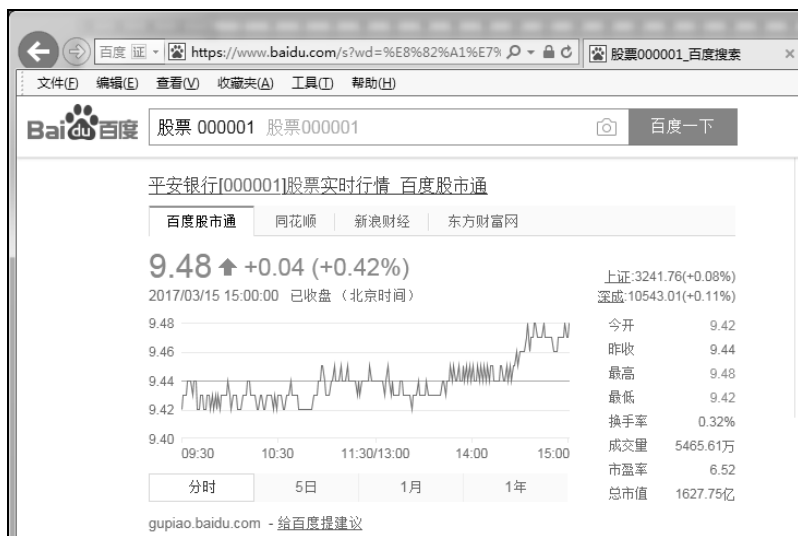 百度 证 https://www.baidu.com/s?wd=%E8%82%A1%E7% 股票000001_百度搜索 ×
文件(F) 编辑(E) 查看(V) 收藏夹(A) 工具(T) 帮助(H)
Bai du 百度 股票 000001 股票000001 百度一下
平安银行[000001]股票实时行情_百度股市通
百度股市通 同花顺 新浪财经 东方财富网
9.48 +0.04 (+0.42%)
2017/03/15 15:00:00 已收盘 (北京时间)
上证:3241.76(+0.08%)
深成:10543.01(+0.11%)
9.48
9.46
9.44
9.42
9.40
09:30 10:30 11:30/13:00 14:00 15:00
今开 9.42
昨收 9.44
最高 9.48
最低 9.42
换手率 0.32%
成交量 5465.61万
市盈率 6.52
总市值 1627.75亿
分时 5日 1月 1年
gupiao.baidu.com - 给百度提建议